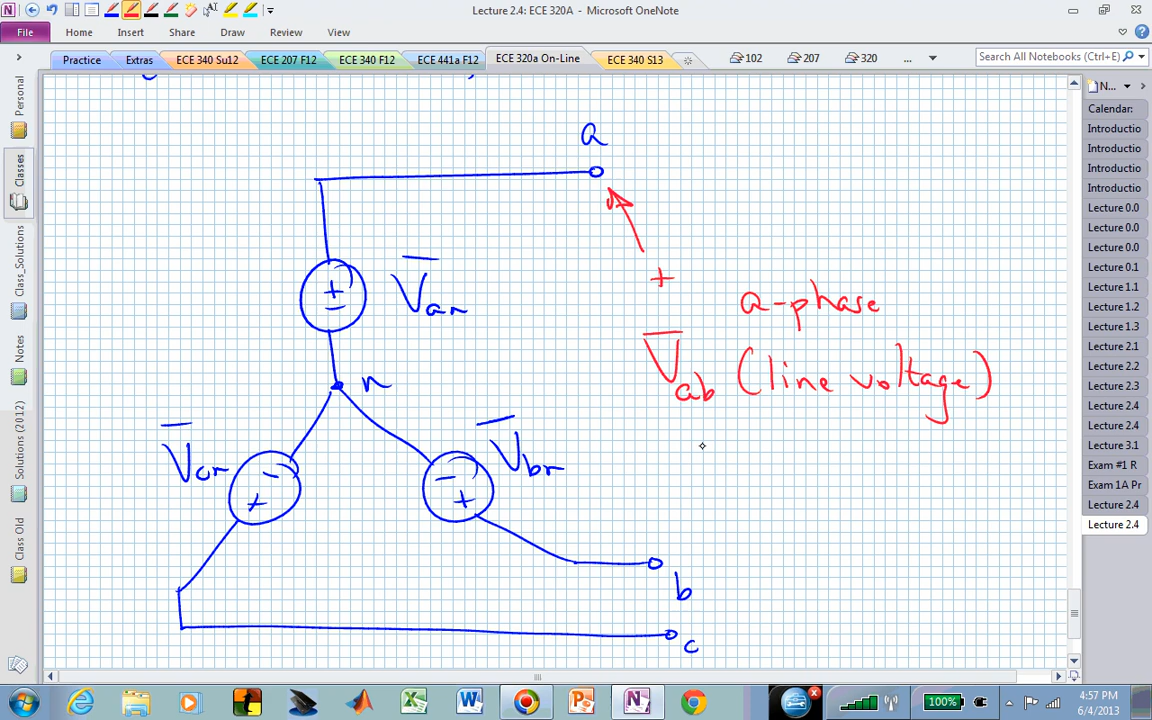 Lecture 2.4: ECE 320A - Microsoft OneNote
File
Home
Insert
Share
Draw
Review
View
Practice
Extras
ECE 340 Su12
ECE 207 F12
ECE 340 F12
ECE 441a F12
ECE 320a On-Line
ECE 340 S13
102
207
320
...
Search All Notebooks (Ctrl+E)
N...
Personal
Classes
Class_Solutions
Notes
Solutions (2012)
Class Old
a
+
V an
+
-
a-phase
V ab (line voltage)
n
V cn
-
+
V bn
-
+
b
c
Calendar:
Introductio
Introductio
Introductio
Introductio
Lecture 0.0
Lecture 0.0
Lecture 0.0
Lecture 0.1
Lecture 1.1
Lecture 1.2
Lecture 1.3
Lecture 2.1
Lecture 2.2
Lecture 2.3
Lecture 2.4
Lecture 2.4
Lecture 3.1
Exam #1 R
Exam 1A Pr
Lecture 2.4
Lecture 2.4
100%
4:57 PM
6/4/2013